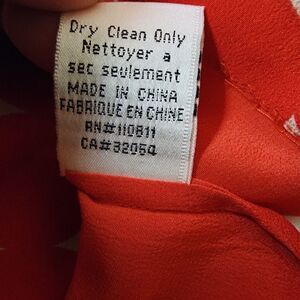 Dry Clean Only
Nettoyer a
sec seulement
MADE IN CHINA
FABRIQUE EN CHINE
RN#110811
CA#32054